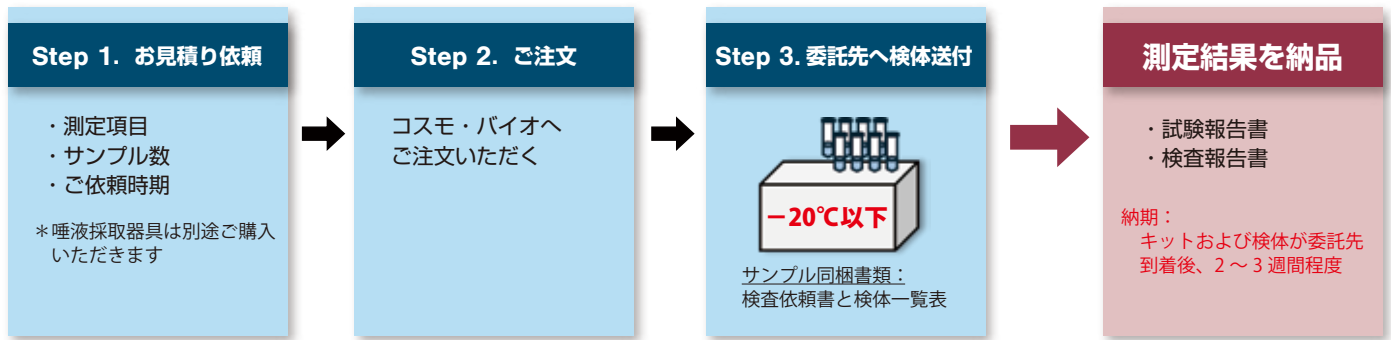 Step 1. お見積り依頼
・測定項目
・サンプル数
・ご依頼時期
＊唾液採取器具は別途ご購入
いただきます
Step 2. ご注文
コスモ・バイオへ
ご注文いただく
Step 3. 委託先へ検体送付
−20℃以下
サンプル同梱書類：
検査依頼書と検体一覧表
測定結果を納品
・試験報告書
・検査報告書
納期：
キットおよび検体が委託先
到着後、2 〜 3 週間程度